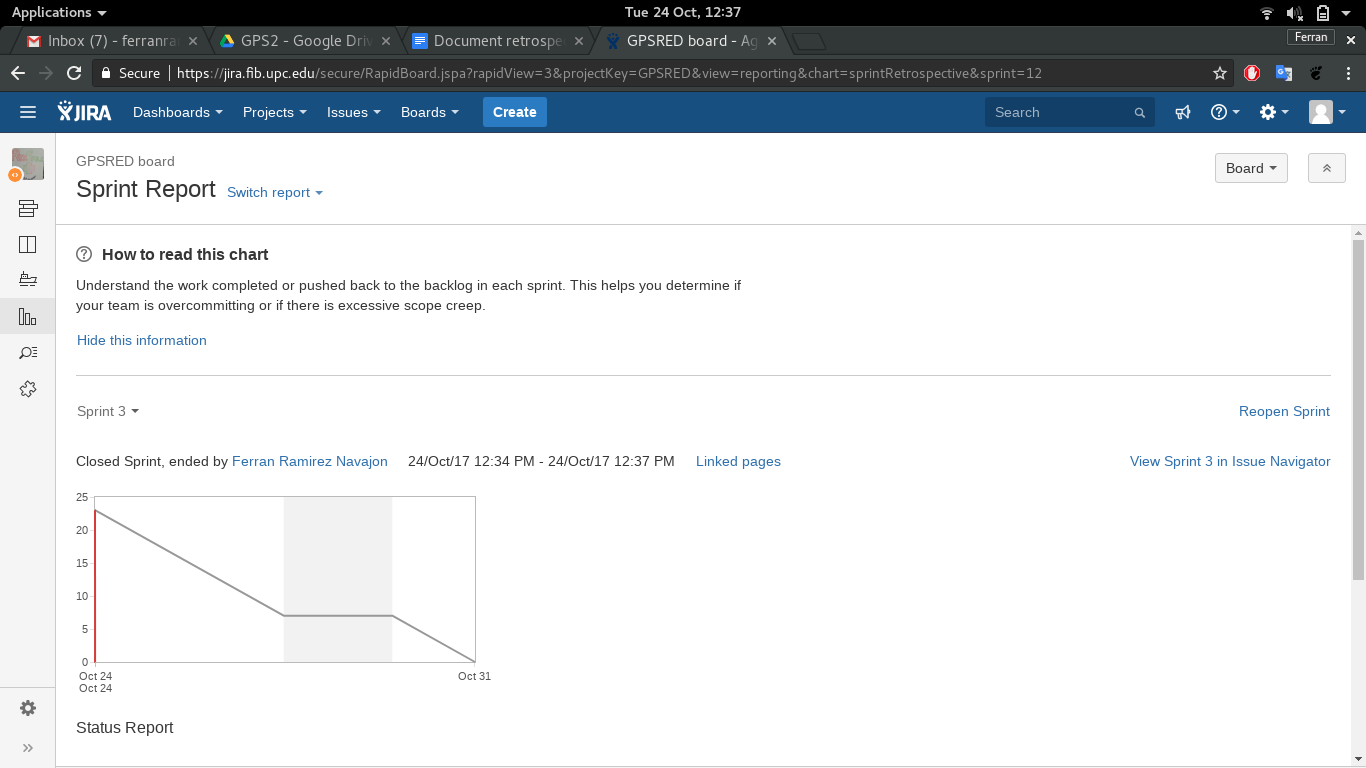 Applications
Tue 24 Oct, 12:37
Inbox (7) - ferranra
GPS2 - Google Driv
Document retrospe
GPSRED board - Ag
Ferran
Secure
https://jira.fib.upc.edu/secure/RapidBoard.jspa?rapidView=3&projectKey=GPSRED&view=reporting&chart=sprintRetrospective&sprint=12
JIRA
Dashboards
Projects
Issues
Boards
Create
Search
GPSRED board
Board
Sprint Report
Switch report
How to read this chart
Understand the work completed or pushed back to the backlog in each sprint. This helps you determine if
your team is overcommitting or if there is excessive scope creep.
Hide this information
Sprint 3
Reopen Sprint
Closed Sprint, ended by Ferran Ramirez Navajon
24/Oct/17 12:34 PM - 24/Oct/17 12:37 PM
Linked pages
View Sprint 3 in Issue Navigator
25
20
15
10
5
0
Oct 24
Oct 31
Oct 24
Status Report